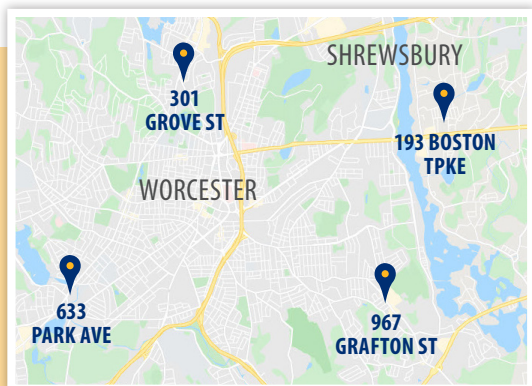 SHREWSBURY
301
GROVE ST
193 BOSTON
TPKE
WORCESTER
633
PARK AVE
967
GRAFTON ST